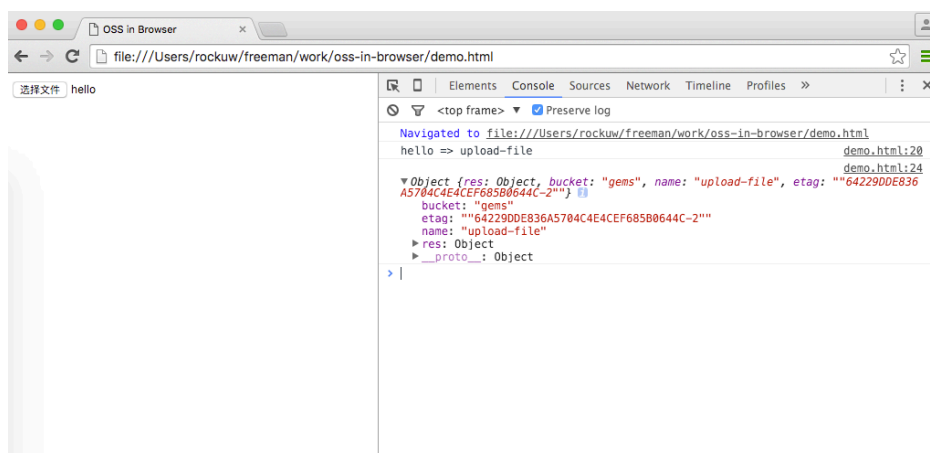 OSS in Browser
file:///Users/rockuw/freeman/work/oss-in-browser/demo.html
选择文件 hello
Elements Console Sources Network Timeline Profiles »
<top frame> ▼ Preserve log
Navigated to file:///Users/rockuw/freeman/work/oss-in-browser/demo.html
hello => upload-file demo.html:20
demo.html:24
▼Object {res: Object, bucket: "gems", name: "upload-file", etag: ""64229DDE836
A5704C4E4CEF685B0644C-2""}
bucket: "gems"
etag: ""64229DDE836A5704C4E4CEF685B0644C-2""
name: "upload-file"
▶res: Object
▶__proto__: Object